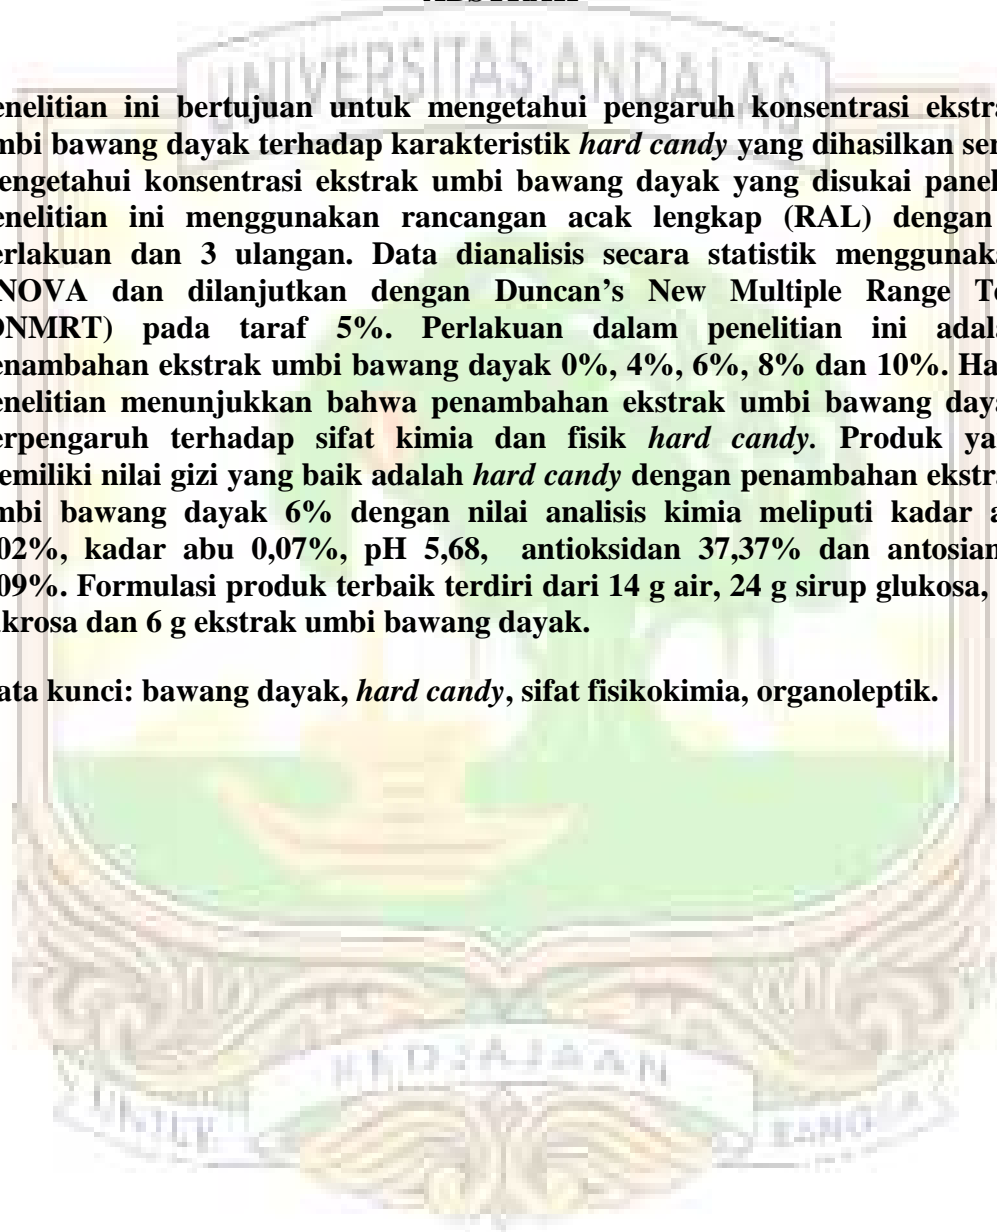 UNIVERSITAS ANDALAS
enelitian ini bertujuan untuk mengetahui pengaruh konsentrasi ekstra
mbi bawang dayak terhadap karakteristik hard candy yang dihasilkan ser
engetahui konsentrasi ekstrak umbi bawang dayak yang disukai panel
enelitian ini menggunakan rancangan acak lengkap (RAL) dengan
erlakuan dan 3 ulangan. Data dianalisis secara statistik menggunaka
NOVA dan dilanjutkan dengan Duncan's New Multiple Range Te
DNMRT) pada taraf 5%. Perlakuan dalam penelitian ini adala
enambahan ekstrak umbi bawang dayak 0%, 4%, 6%, 8% dan 10%. Ha
enelitian menunjukkan bahwa penambahan ekstrak umbi bawang daya
erpengaruh terhadap sifat kimia dan fisik hard candy. Produk ya
emiliki nilai gizi yang baik adalah hard candy dengan penambahan ekstra
mbi bawang dayak 6% dengan nilai analisis kimia meliputi kadar a
02%, kadar abu 0,07%, pH 5,68, antioksidan 37,37% dan antosian
09%. Formulasi produk terbaik terdiri dari 14 g air, 24 g sirup glukosa,
krosa dan 6 g ekstrak umbi bawang dayak.
ata kunci: bawang dayak, hard candy, sifat fisikokimia, organoleptik.
KEDJAJAAN
UNTUK
BANGSA